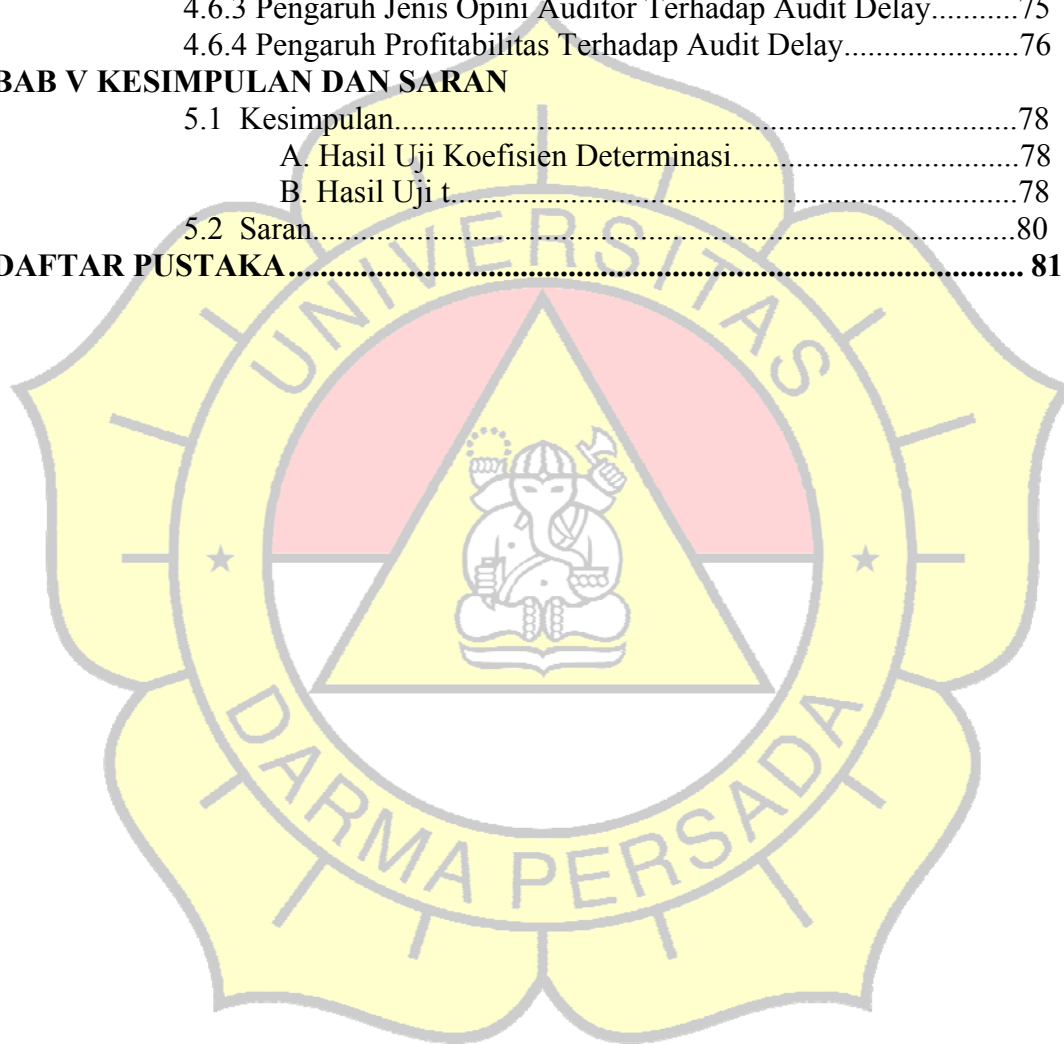 4.6.3 Pengaruh Jenis Opini Auditor Terhadap Audit Delay...........75
4.6.4 Pengaruh Profitabilitas Terhadap Audit Delay......................76
BAB V KESIMPULAN DAN SARAN
5.1 Kesimpulan................................................................................78
A. Hasil Uji Koefisien Determinasi....................................78
B. Hasil Uji t........................................................................78
5.2 Saran..........................................................................................80
DAFTAR PUSTAKA.............................................................................. 81
UNIVERSITAS
DARMA PERSADA